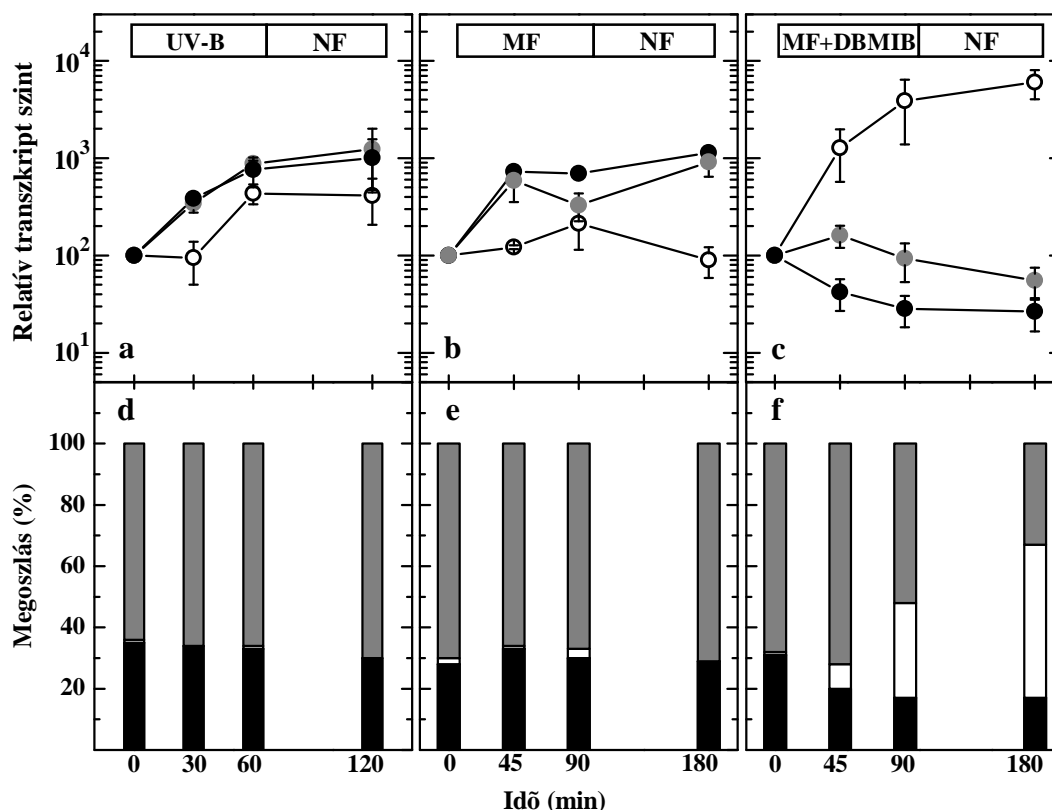 UV-B NF MF NF MF+DBMIB NF
Relatív transzkript szint
10⁴
10³
10²
10¹
a b c
d e f
Megoszlás (%)
100
80
60
40
20
0 30 60 120 0 45 90 180 0 45 90 180
Idõ (min)